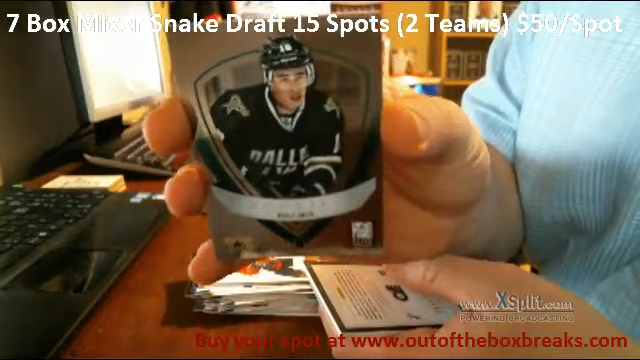 7 Box Mixer Snake Draft 15 Spots (2 Teams) $50/Spot
DALLAS
www.XSplit.com
POWERING BROADCASTING
Buy your spot at www.outoftheboxbreaks.com